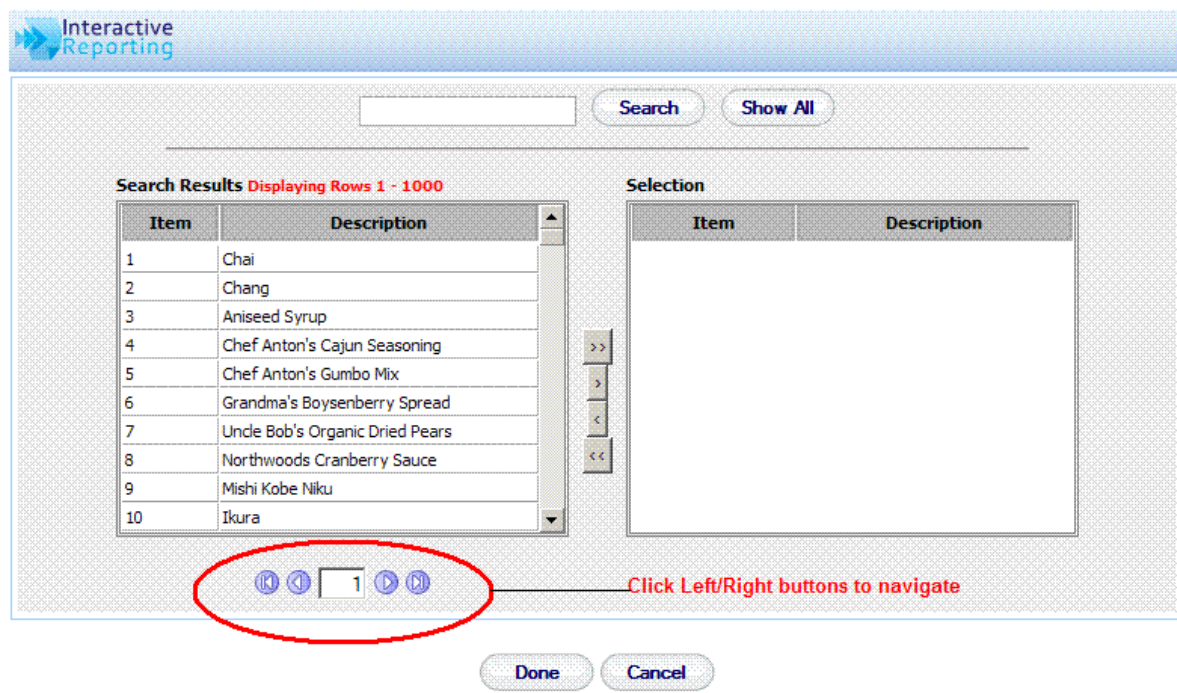 Interactive
Reporting
Search Show All
Search Results Displaying Rows 1 - 1000
Selection
Item Description
Item Description
1 Chai
2 Chang
3 Aniseed Syrup
4 Chef Anton's Cajun Seasoning
5 Chef Anton's Gumbo Mix
6 Grandma's Boysenberry Spread
7 Uncle Bob's Organic Dried Pears
8 Northwoods Cranberry Sauce
9 Mishi Kobe Niku
10 Ikura
>>
>
<
<<
1
Click Left/Right buttons to navigate
Done Cancel